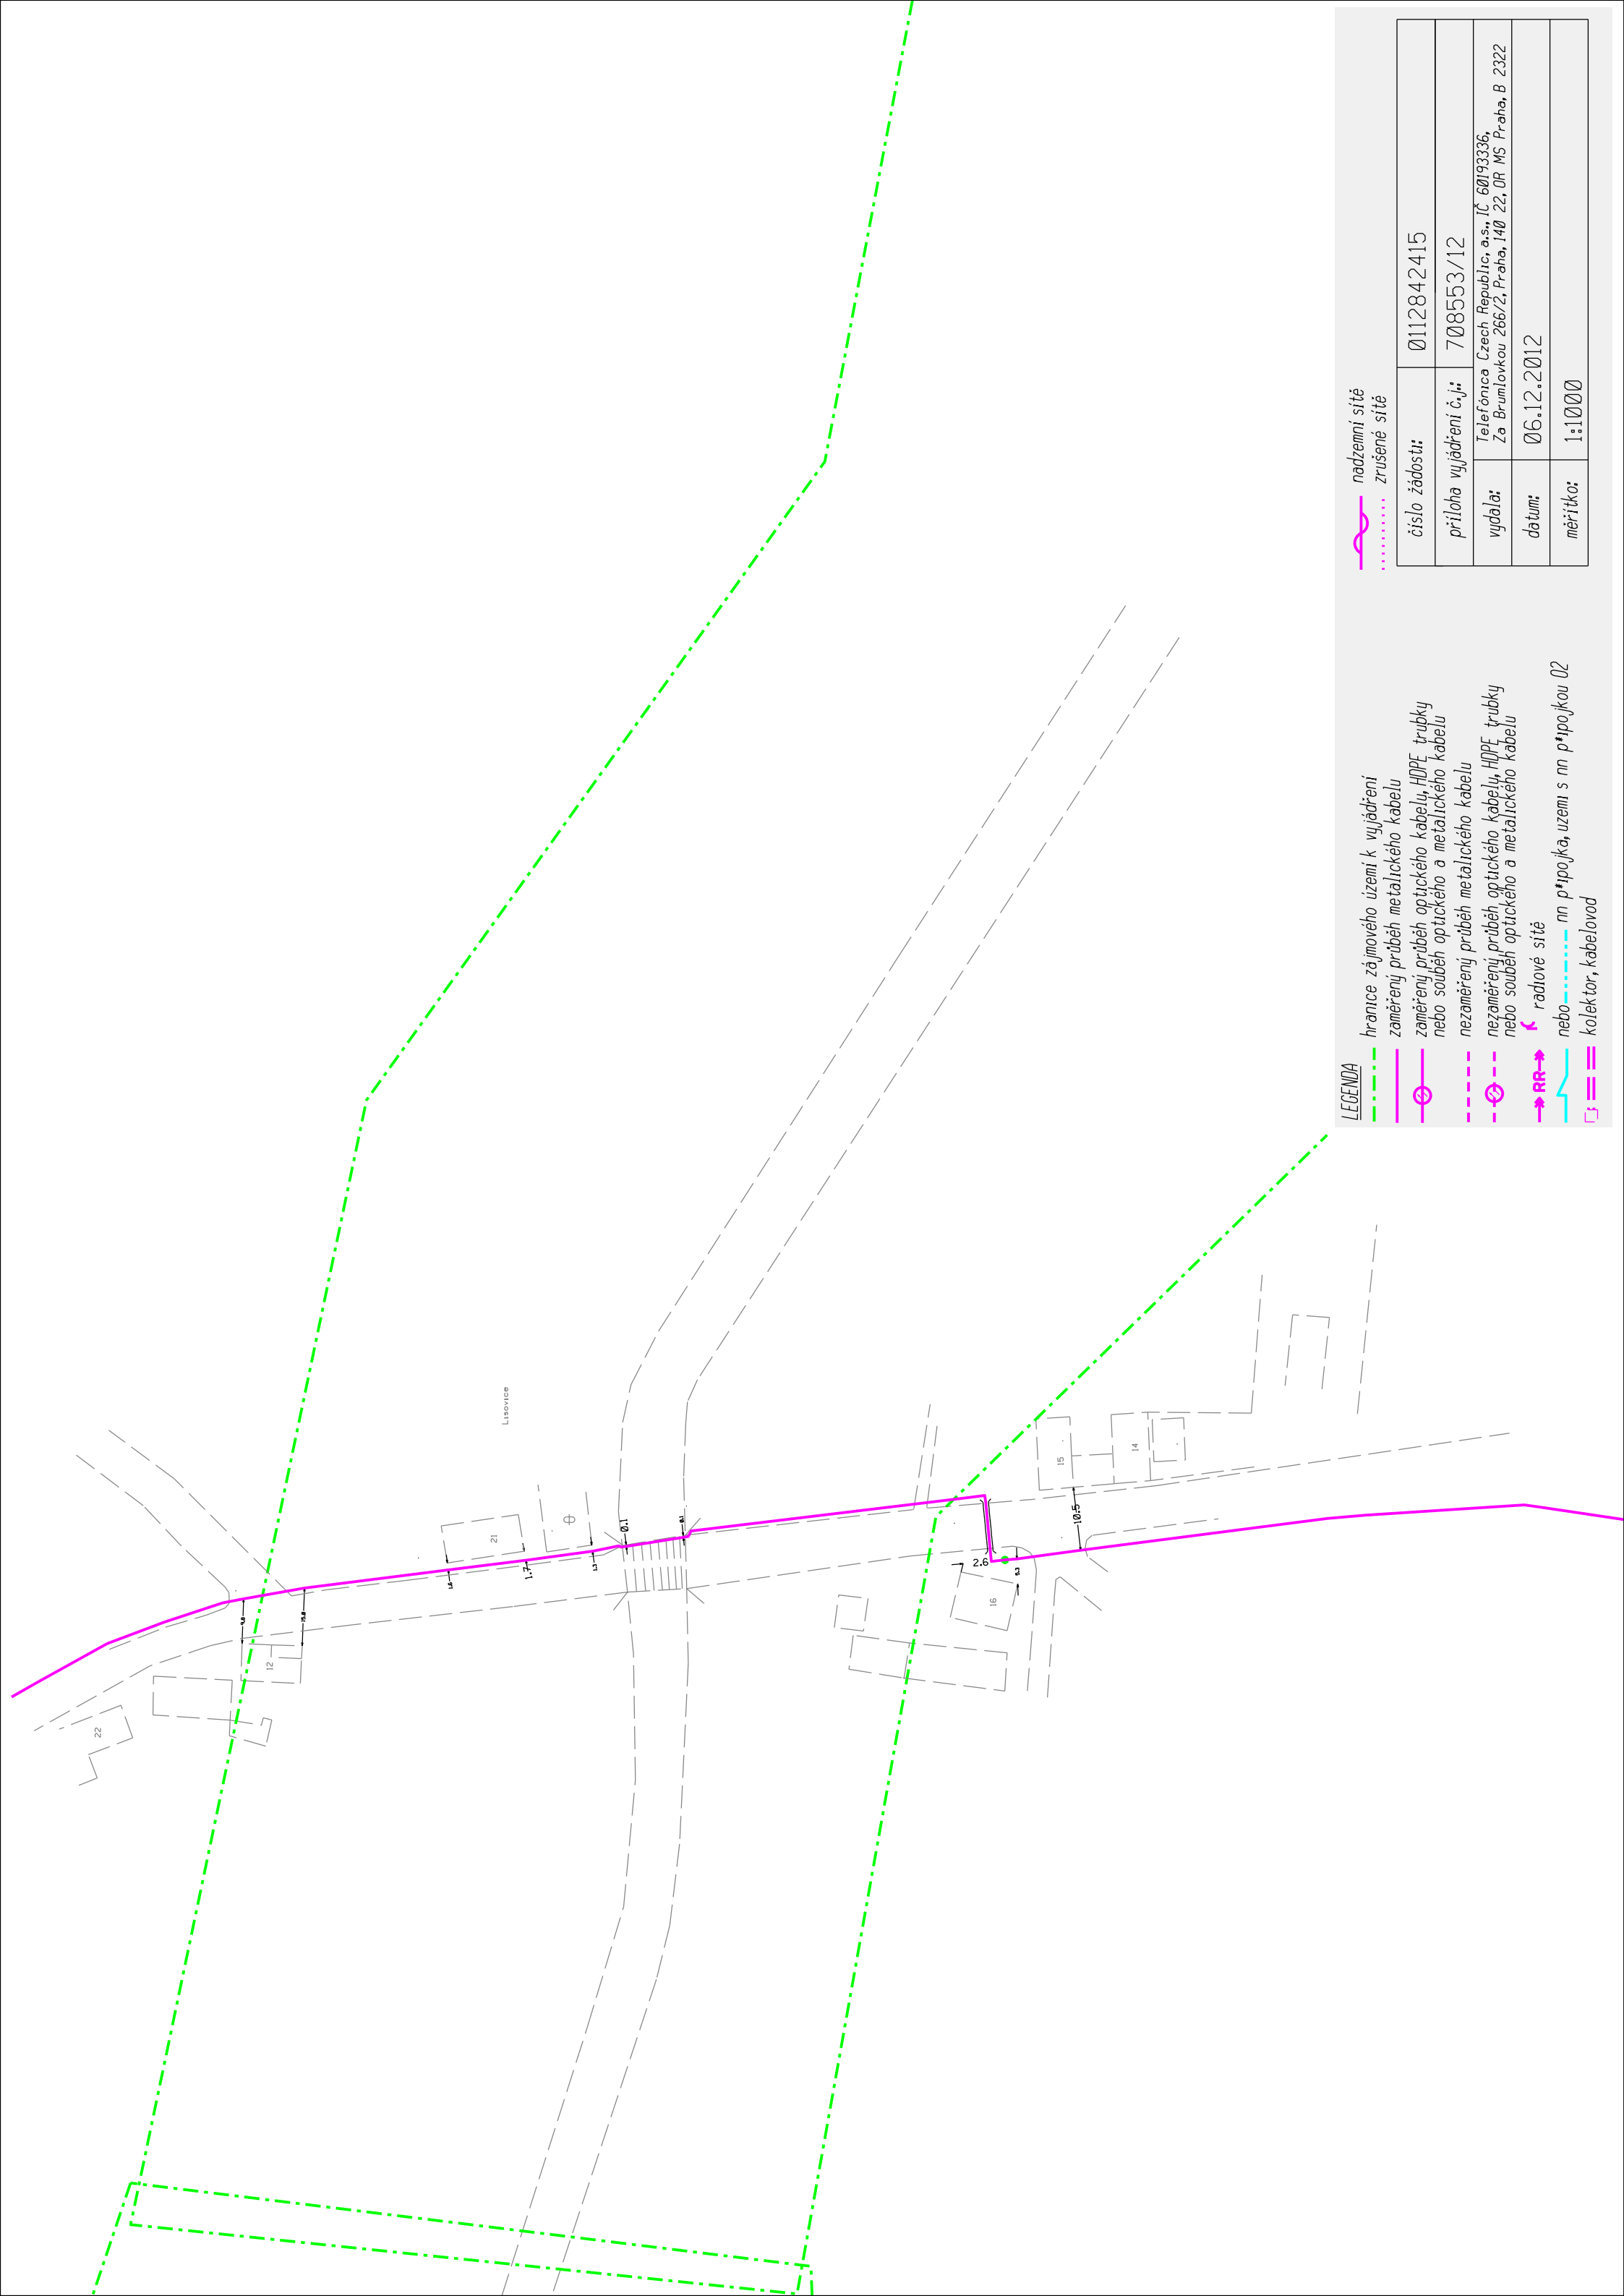 LEGENDA
hranice zájmového území k vyjádření
zaměřený průběh metalického kabelu
zaměřený průběh optického kabelu, HDPE trubky
nebo souběh optického a metalického kabelu
nezaměřený průběh metalického kabelu
nezaměřený průběh optického kabelu, HDPE trubky
nebo souběh optického a metalického kabelu
RR
radiové sítě
nebo
nn p*ipojka, uzemi s nn p*ipojkou O2
kolektor, kabelovod
nadzemní sítě
zrušené sítě
číslo žádosti: 0112842415
příloha vyjádření č.j.: 708553/12
vydala: Telefónica Czech Republic, a.s., IČ 60193336,
Za Brumlovkou 266/2, Praha, 140 22, OR MS Praha, B 2322
datum: 06.12.2012
měřítko: 1:1000
Lisovice
22
12
21
1.7
0.1
2.6
16
15
10.5
14